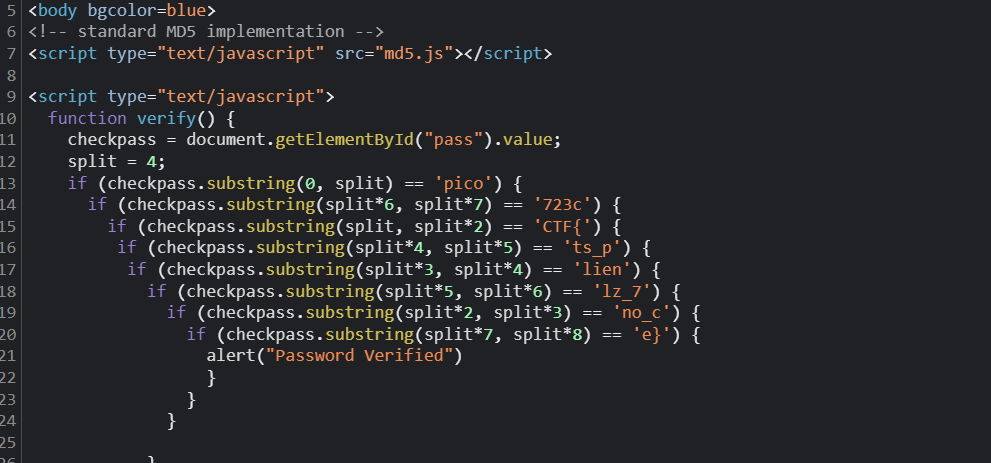 5 <body bgcolor=blue>
6 <!-- standard MD5 implementation -->
7 <script type="text/javascript" src="md5.js"></script>
8
9 <script type="text/javascript">
10   function verify() {
11     checkpass = document.getElementById("pass").value;
12     split = 4;
13     if (checkpass.substring(0, split) == 'pico') {
14       if (checkpass.substring(split*6, split*7) == '723c') {
15         if (checkpass.substring(split, split*2) == 'CTF{') {
16          if (checkpass.substring(split*4, split*5) == 'ts_p') {
17           if (checkpass.substring(split*3, split*4) == 'lien') {
18             if (checkpass.substring(split*5, split*6) == 'lz_7') {
19               if (checkpass.substring(split*2, split*3) == 'no_c') {
20                 if (checkpass.substring(split*7, split*8) == 'e}') {
21                   alert("Password Verified")
22                   }
23                 }
24               }
25
26             }